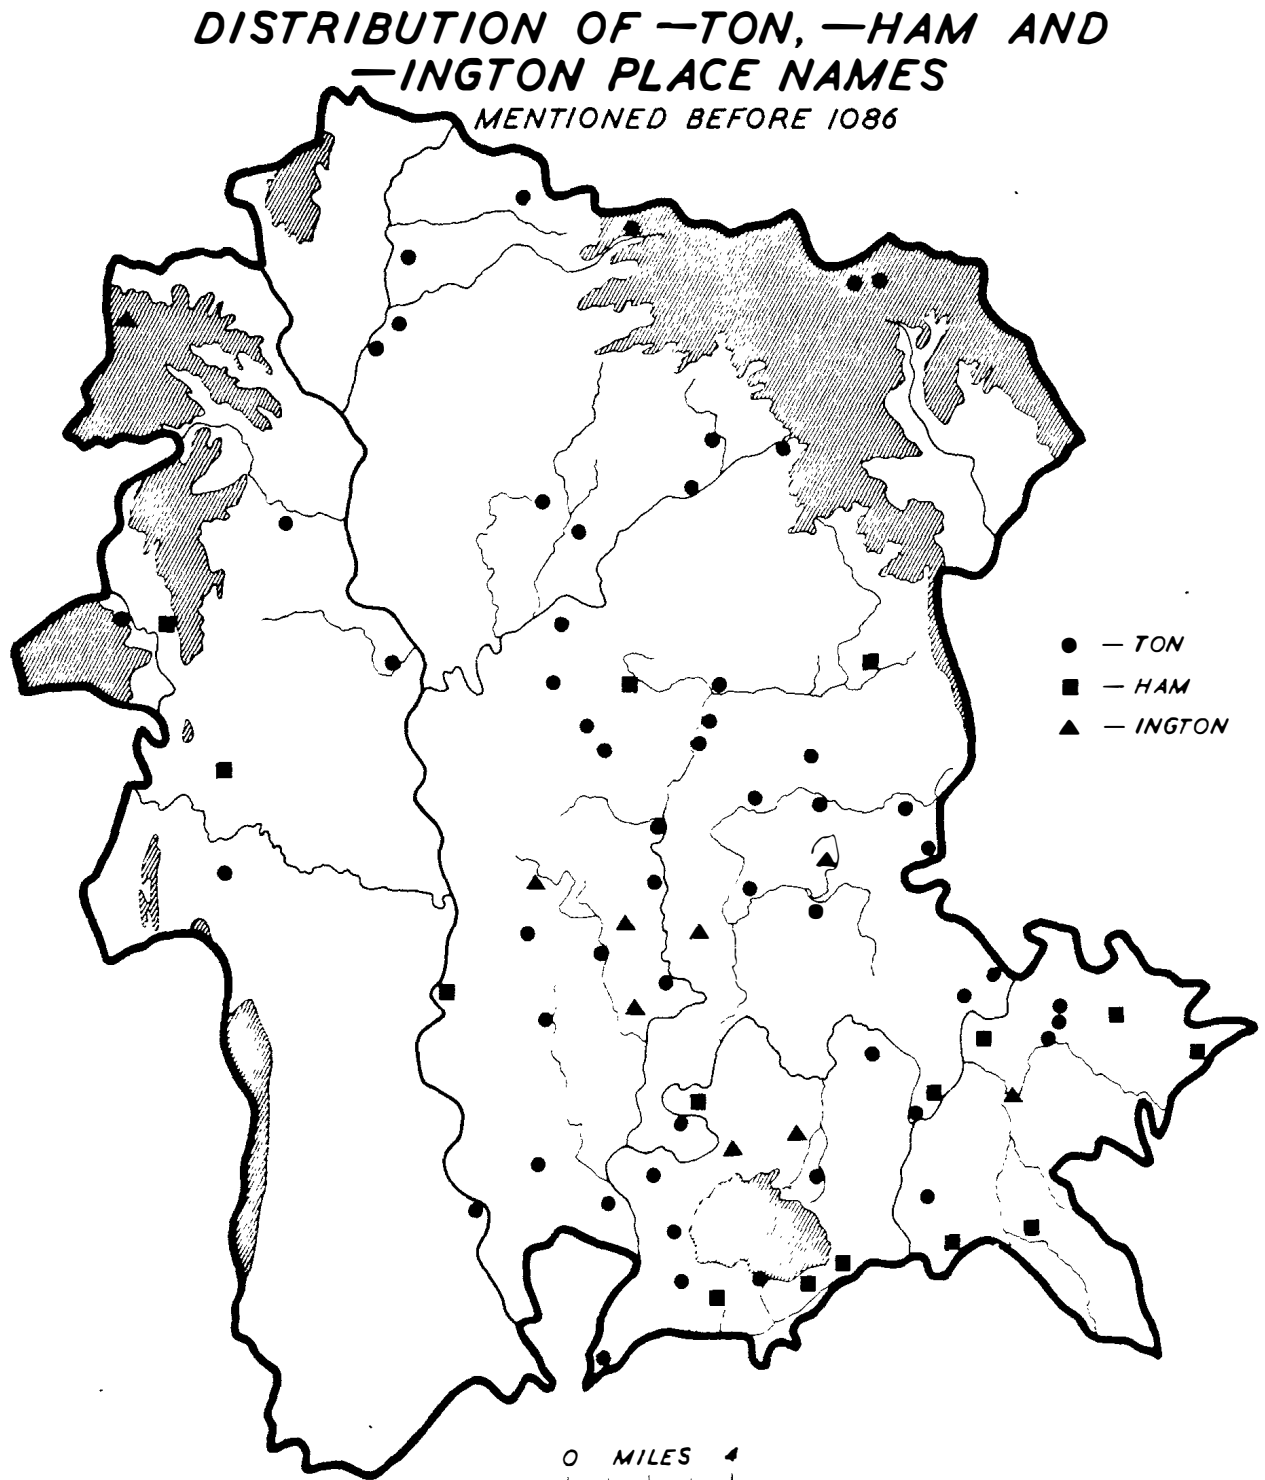 DISTRIBUTION OF —TON, —HAM AND
—INGTON PLACE NAMES
MENTIONED BEFORE 1086
— TON
— HAM
— INGTON
0 MILES 4